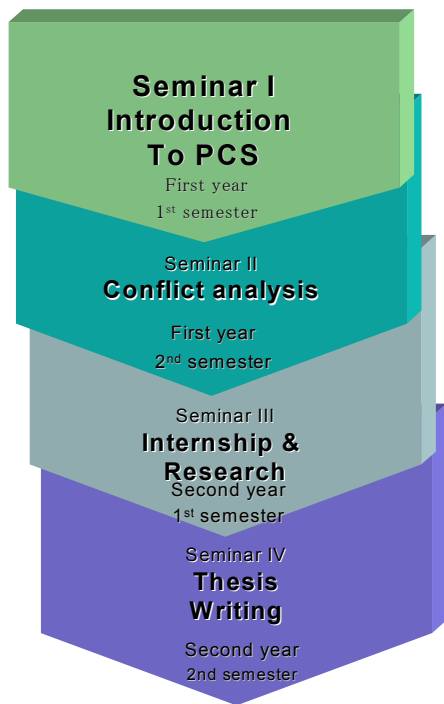 Seminar I
Introduction
To PCS
First year
1st semester
Seminar II
Conflict analysis
First year
2nd semester
Seminar III
Internship &
Research
Second year
1st semester
Seminar IV
Thesis
Writing
Second year
2nd semester